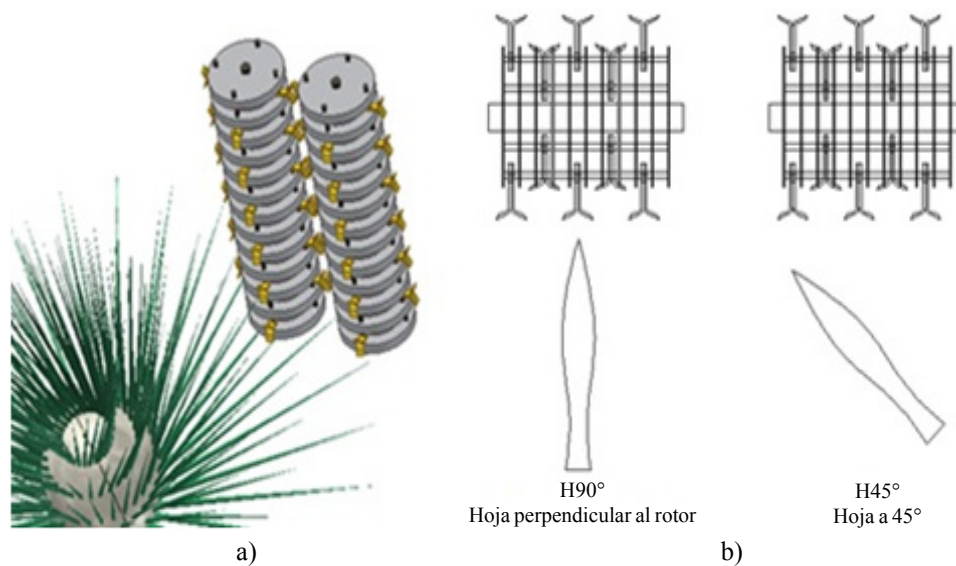 H90°
Hoja perpendicular al rotor
H45°
Hoja a 45°
a)
b)